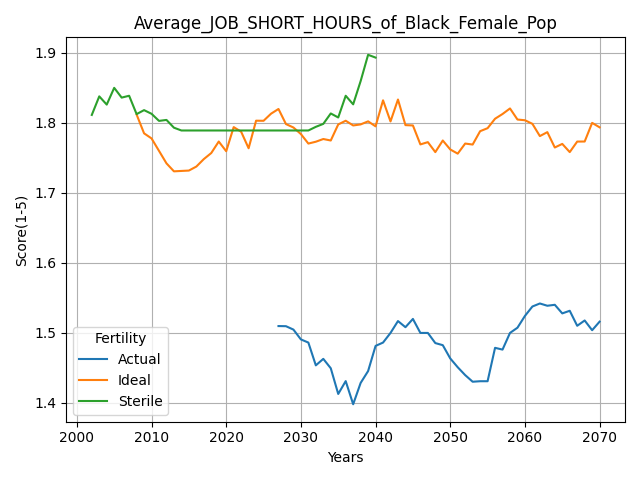 Average_JOB_SHORT_HOURS_of_Black_Female_Pop
Score(1-5)
1.9
1.8
1.7
1.6
1.5
1.4
Fertility
Actual
Ideal
Sterile
2000 2010 2020 2030 2040 2050 2060 2070
Years